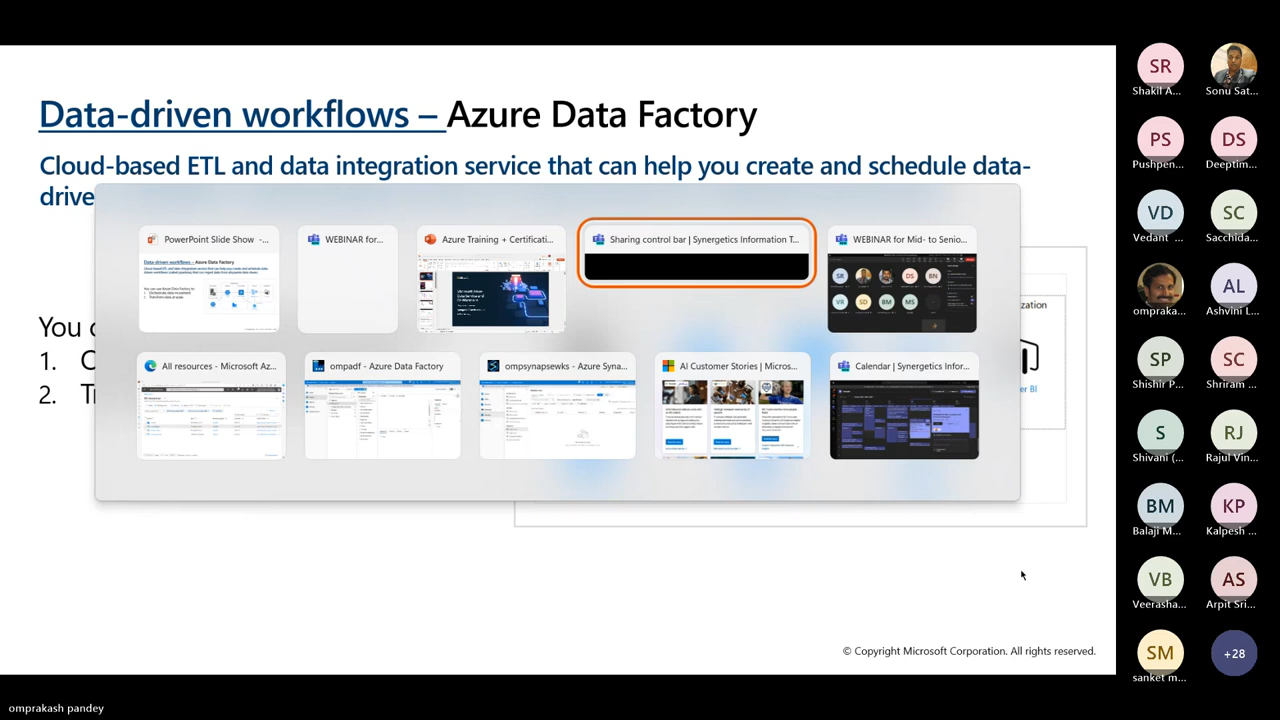 Data-driven workflows – Azure Data Factory
Cloud-based ETL and data integration service that can help you create and schedule data-
drive
PowerPoint Slide Show -...
WEBINAR for...
Azure Training + Certificati...
Sharing control bar | Synergetics Information T...
WEBINAR for Mid- to Senio...
All resources - Microsoft Az...
ompadf - Azure Data Factory
ompsynapsewks - Azure Syna...
AI Customer Stories | Micros...
Calendar | Synergetics Infor...
You
1.
2.
© Copyright Microsoft Corporation. All rights reserved.
omprakash pandey
SR
Shakil A...
Sonu Sat...
PS
Pushpen...
DS
Deeptim...
VD
Vedant ...
SC
Sacchida...
ompraka...
AL
Ashvini L...
SP
Shishir P...
SC
Shriram ...
S
Shivani (...
RJ
Rajul Vin...
BM
Balaji M...
KP
Kalpesh ...
VB
Veerasha...
AS
Arpit Sri...
SM
sanket m...
+28